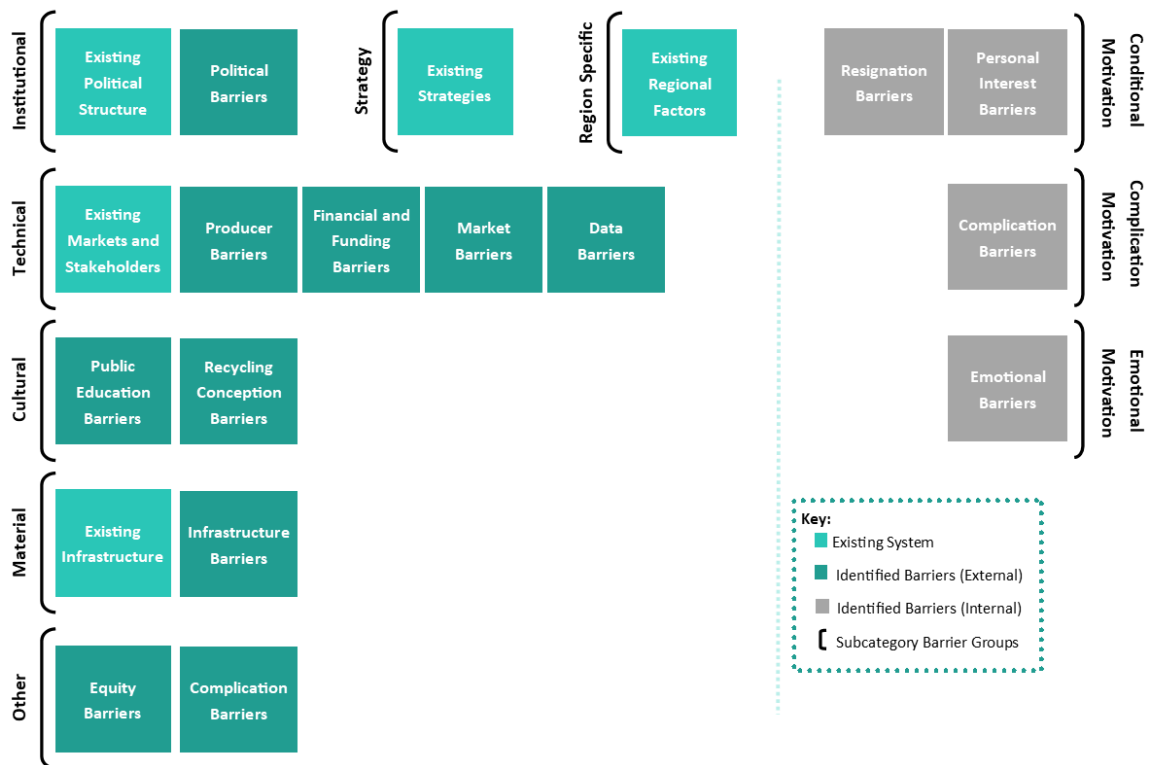 Institutional
Existing
Political
Structure
Political
Barriers
Strategy
Existing
Strategies
Region Specific
Existing
Regional
Factors
Resignation
Barriers
Personal
Interest
Barriers
Conditional
Motivation
Technical
Existing
Markets and
Stakeholders
Producer
Barriers
Financial and
Funding
Barriers
Market
Barriers
Data
Barriers
Complication
Barriers
Complication
Motivation
Cultural
Public
Education
Barriers
Recycling
Conception
Barriers
Emotional
Barriers
Emotional
Motivation
Material
Existing
Infrastructure
Infrastructure
Barriers
Key:
Existing System
Identified Barriers (External)
Identified Barriers (Internal)
Subcategory Barrier Groups
Other
Equity
Barriers
Complication
Barriers